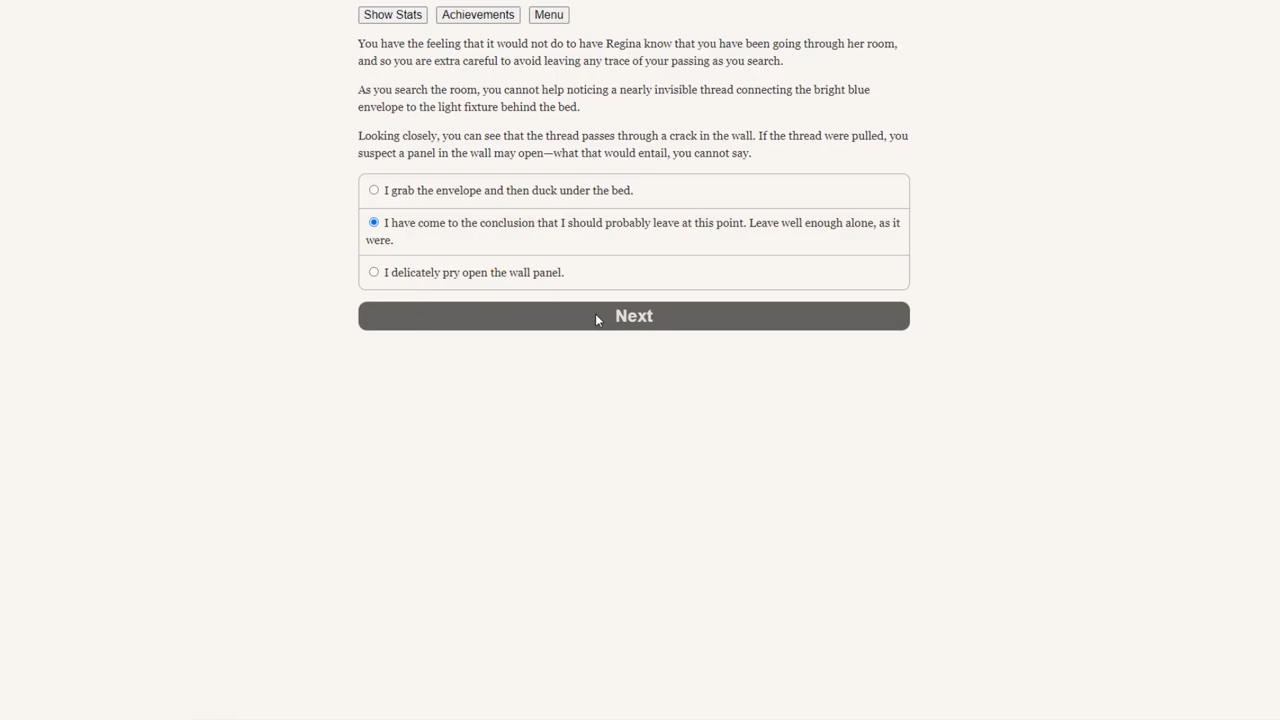 Show Stats Achievements Menu
You have the feeling that it would not do to have Regina know that you have been going through her room,
and so you are extra careful to avoid leaving any trace of your passing as you search.
As you search the room, you cannot help noticing a nearly invisible thread connecting the bright blue
envelope to the light fixture behind the bed.
Looking closely, you can see that the thread passes through a crack in the wall. If the thread were pulled, you
suspect a panel in the wall may open—what that would entail, you cannot say.
I grab the envelope and then duck under the bed.
I have come to the conclusion that I should probably leave at this point. Leave well enough alone, as it
were.
I delicately pry open the wall panel.
Next